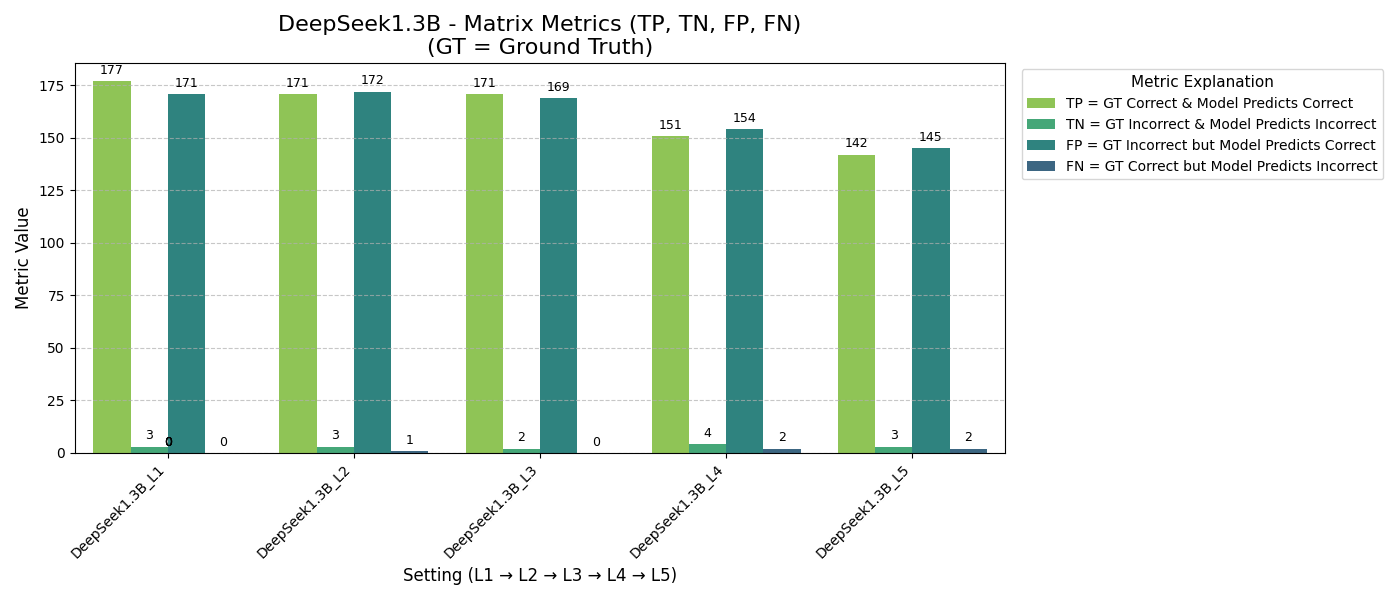 DeepSeek1.3B - Matrix Metrics (TP, TN, FP, FN)
(GT = Ground Truth)
Metric Value
175
150
125
100
75
50
25
0
177
3
0
171
0
171
3
172
1
171
2
169
0
151
4
154
2
142
3
145
2
DeepSeek1.3B_L1
DeepSeek1.3B_L2
DeepSeek1.3B_L3
DeepSeek1.3B_L4
DeepSeek1.3B_L5
Setting (L1 → L2 → L3 → L4 → L5)
Metric Explanation
TP = GT Correct & Model Predicts Correct
TN = GT Incorrect & Model Predicts Incorrect
FP = GT Incorrect but Model Predicts Correct
FN = GT Correct but Model Predicts Incorrect